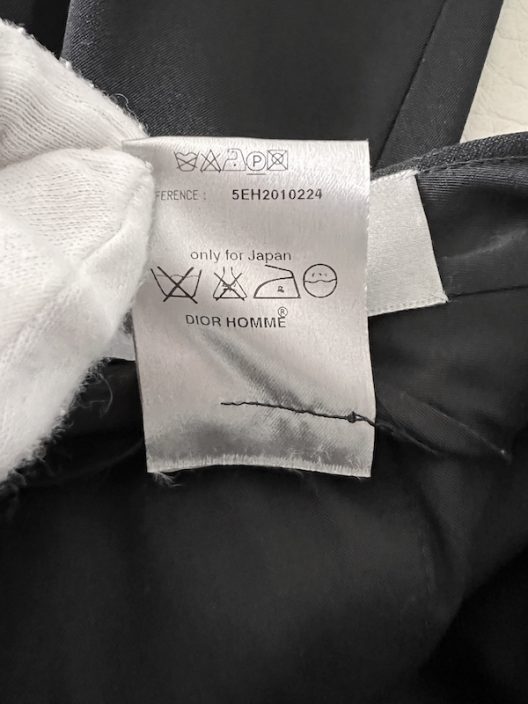 FERENCE : 5EH2010224
only for Japan
DIOR HOMME®